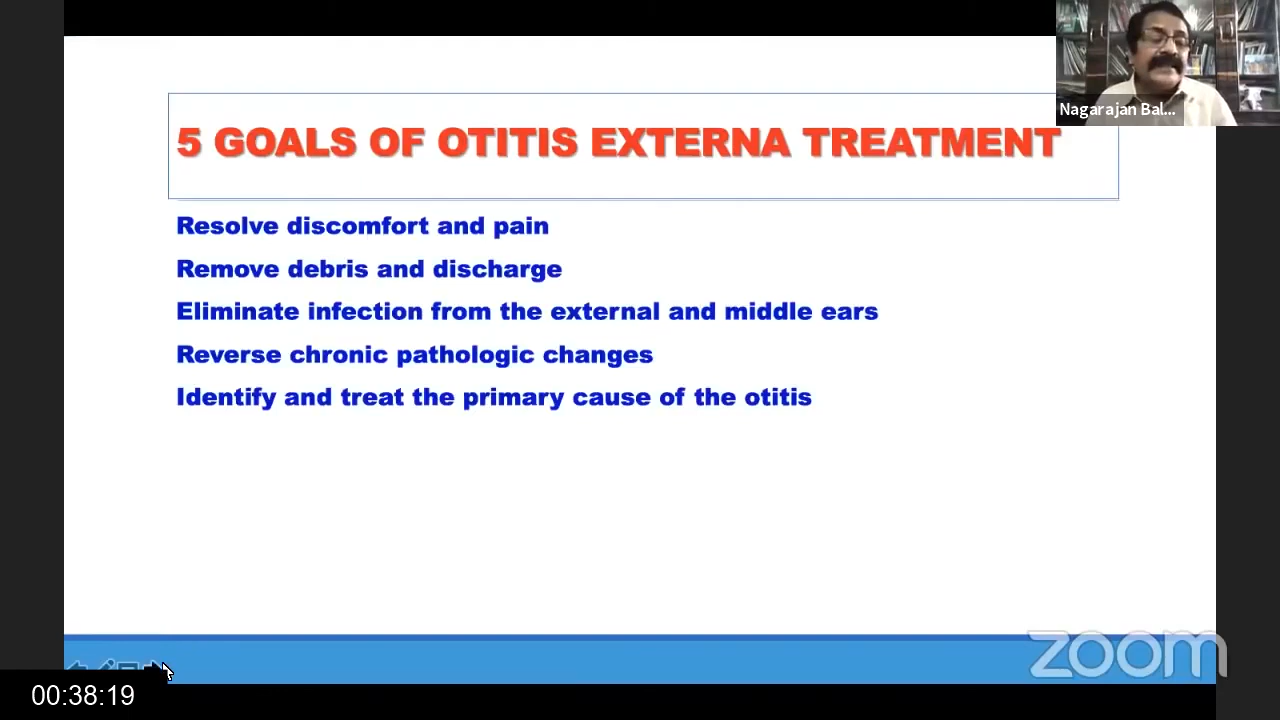 Nagarajan Bal...
5 GOALS OF OTITIS EXTERNA TREATMENT
Resolve discomfort and pain
Remove debris and discharge
Eliminate infection from the external and middle ears
Reverse chronic pathologic changes
Identify and treat the primary cause of the otitis
zoom
00:38:19